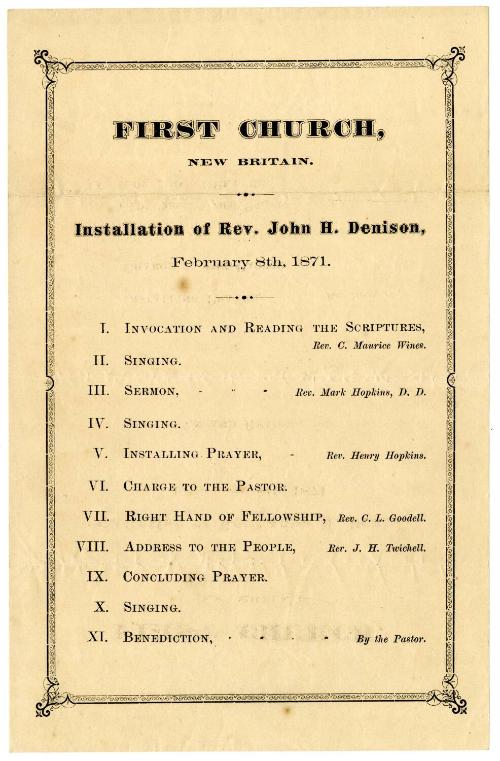 FIRST CHURCH,
NEW BRITAIN.
Installation of Rev. John H. Denison,
February 8th, 1871.
I. INVOCATION AND READING THE SCRIPTURES,
Rev. C. Maurice Wines.
II. SINGING.
III. SERMON, - - - Rev. Mark Hopkins, D. D.
IV. SINGING.
V. INSTALLING PRAYER, - Rev. Henry Hopkins.
VI. CHARGE TO THE PASTOR.
VII. RIGHT HAND OF FELLOWSHIP, Rev. C. L. Goodell.
VIII. ADDRESS TO THE PEOPLE, Rev. J. H. Twichell.
IX. CONCLUDING PRAYER.
X. SINGING.
XI. BENEDICTION, - - - - By the Pastor.